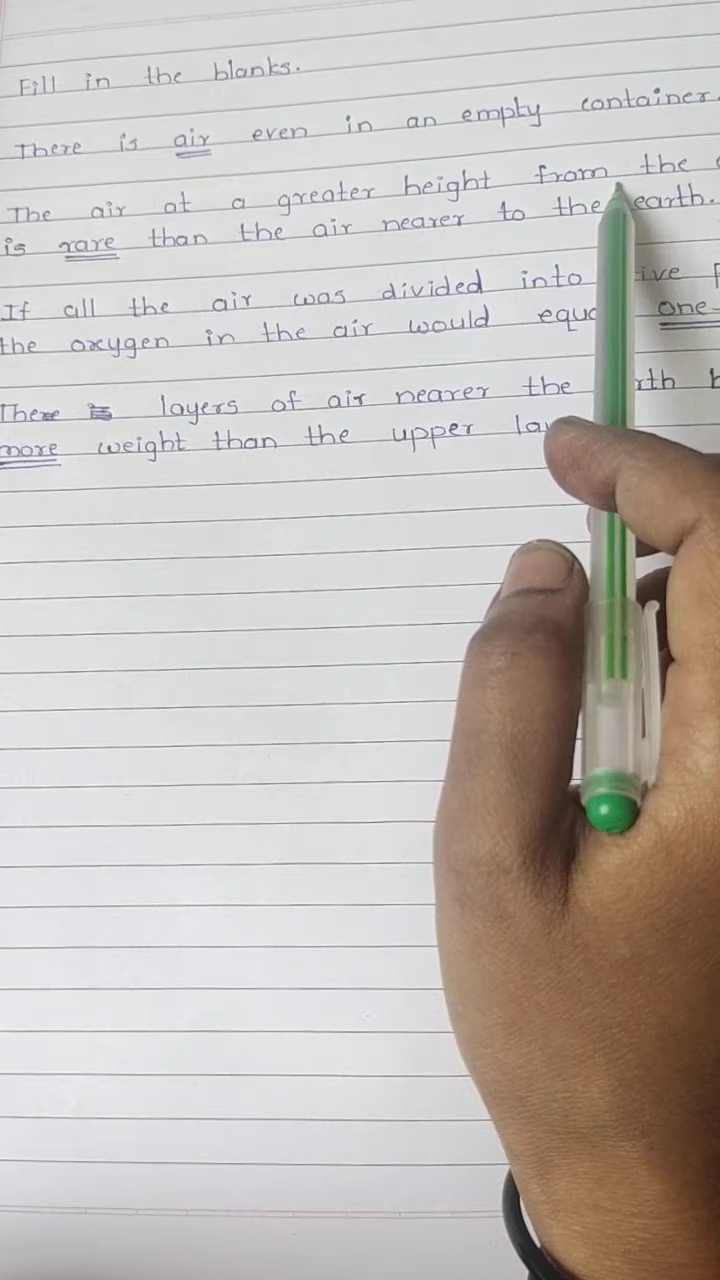 Fill in the blanks.
There is air even in an empty container.
The air at a greater height from the
is rare than the air nearer to the earth.
If all the air was divided into
the oxygen in the air would one-
layers of air nearer the
more weight than the upper